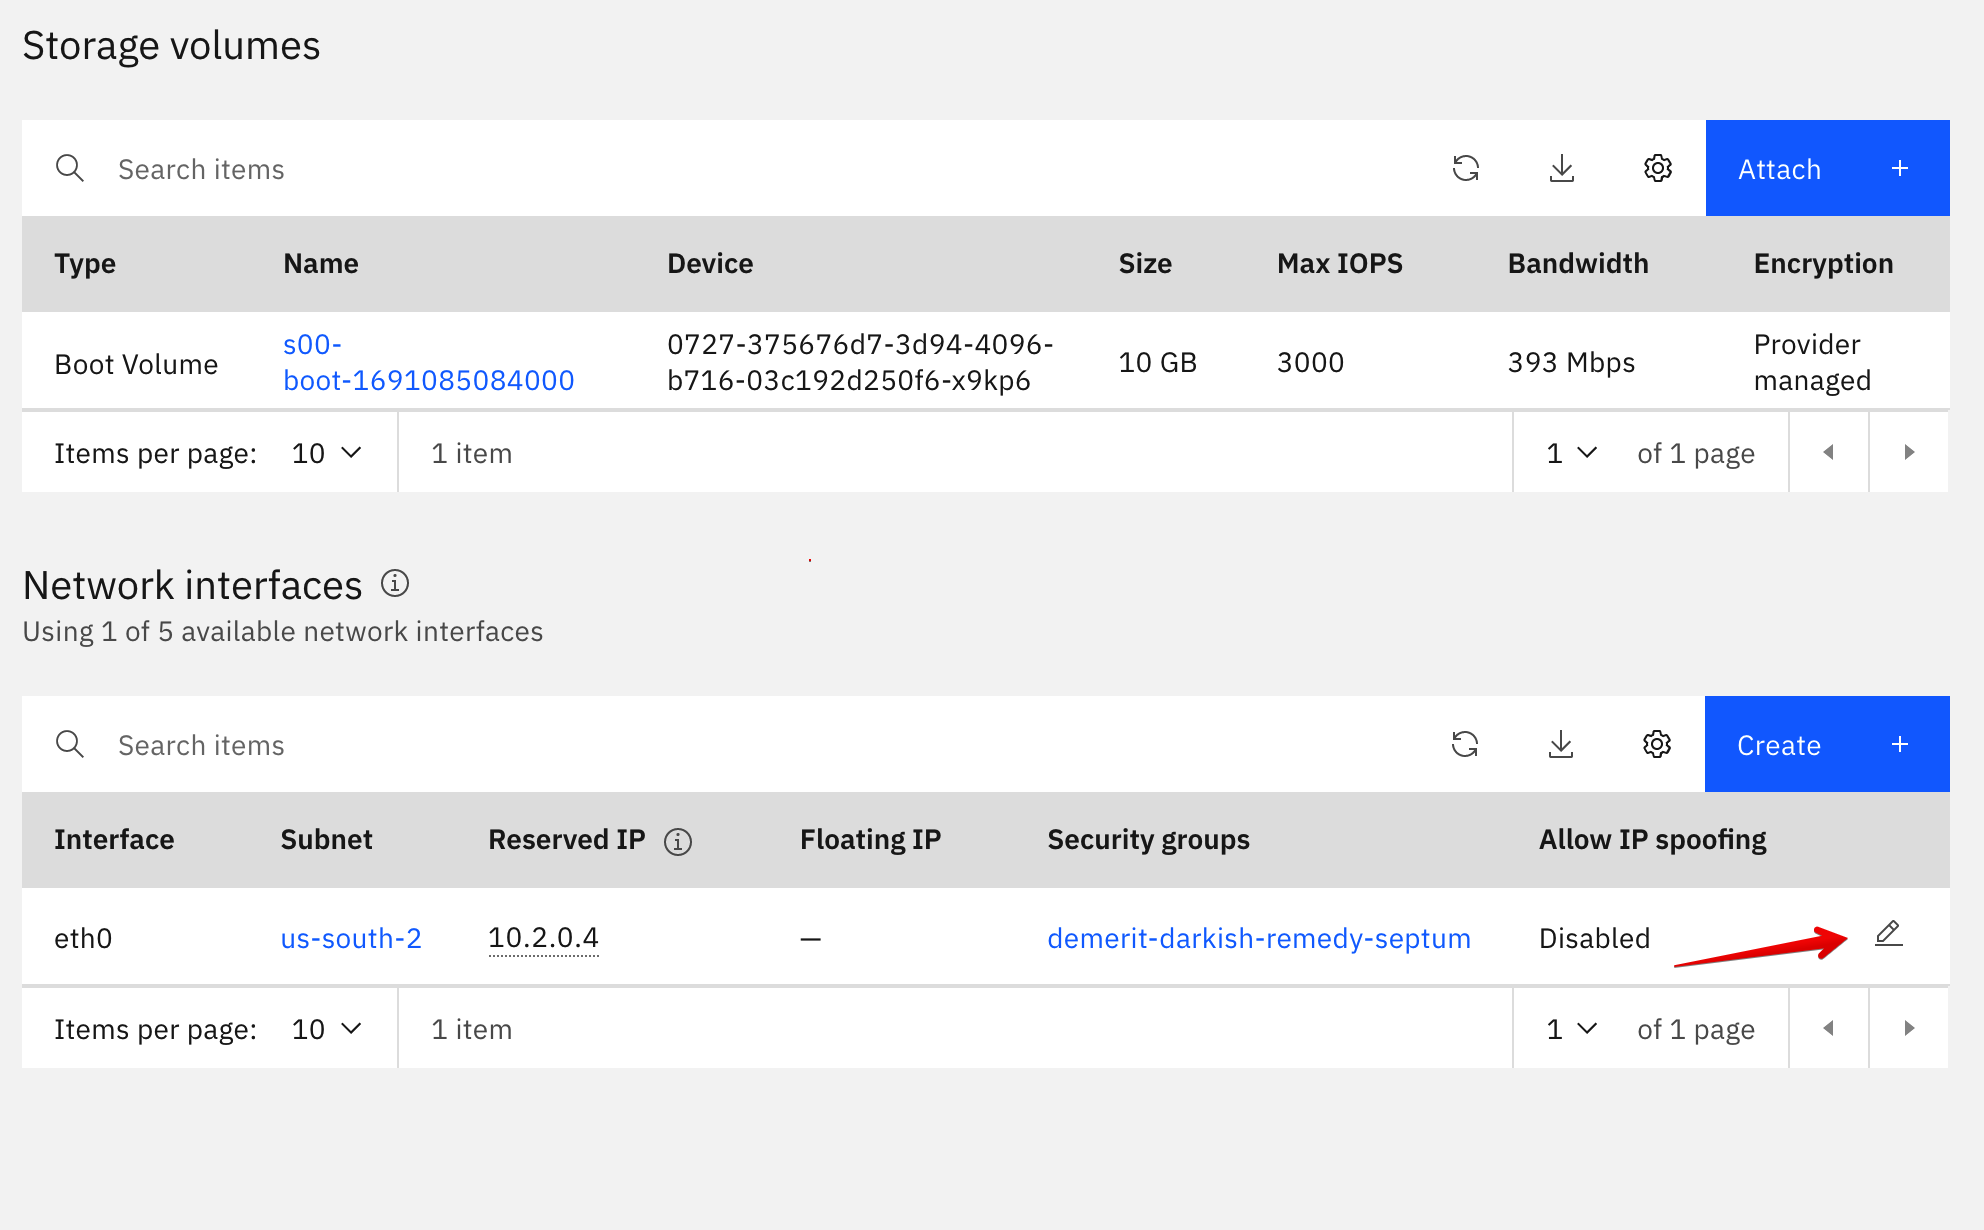 Storage volumes
Search items
Attach +
Type Name Device Size Max IOPS Bandwidth Encryption
Boot Volume s00- 0727-375676d7-3d94-4096- 10 GB 3000 393 Mbps Provider
boot-1691085084000 b716-03c192d250f6-x9kp6 managed
Items per page: 10 1 item 1 of 1 page
Network interfaces
Using 1 of 5 available network interfaces
Search items
Create +
Interface Subnet Reserved IP Floating IP Security groups Allow IP spoofing
eth0 us-south-2 10.2.0.4 — demerit-darkish-remedy-septum Disabled
Items per page: 10 1 item 1 of 1 page